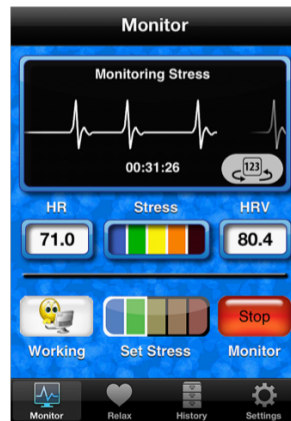 Monitor
Monitoring Stress
00:31:26
123
HR Stress HRV
71.0 80.4
Stop
Working Set Stress Monitor
Monitor Relax History Settings